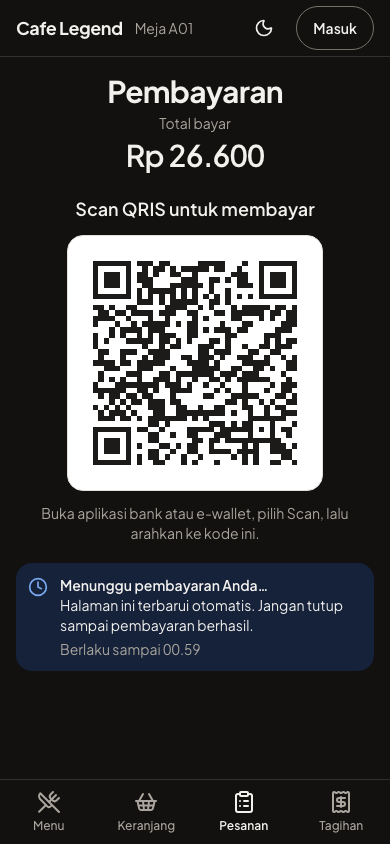 Cafe Legend Meja A01 Masuk
Pembayaran
Total bayar
Rp 26.600
Scan QRIS untuk membayar
Buka aplikasi bank atau e-wallet, pilih Scan, lalu
arahkan ke kode ini.
Menunggu pembayaran Anda...
Halaman ini terbarui otomatis. Jangan tutup
sampai pembayaran berhasil.
Berlaku sampai 00.59
Menu Keranjang Pesanan Tagihan